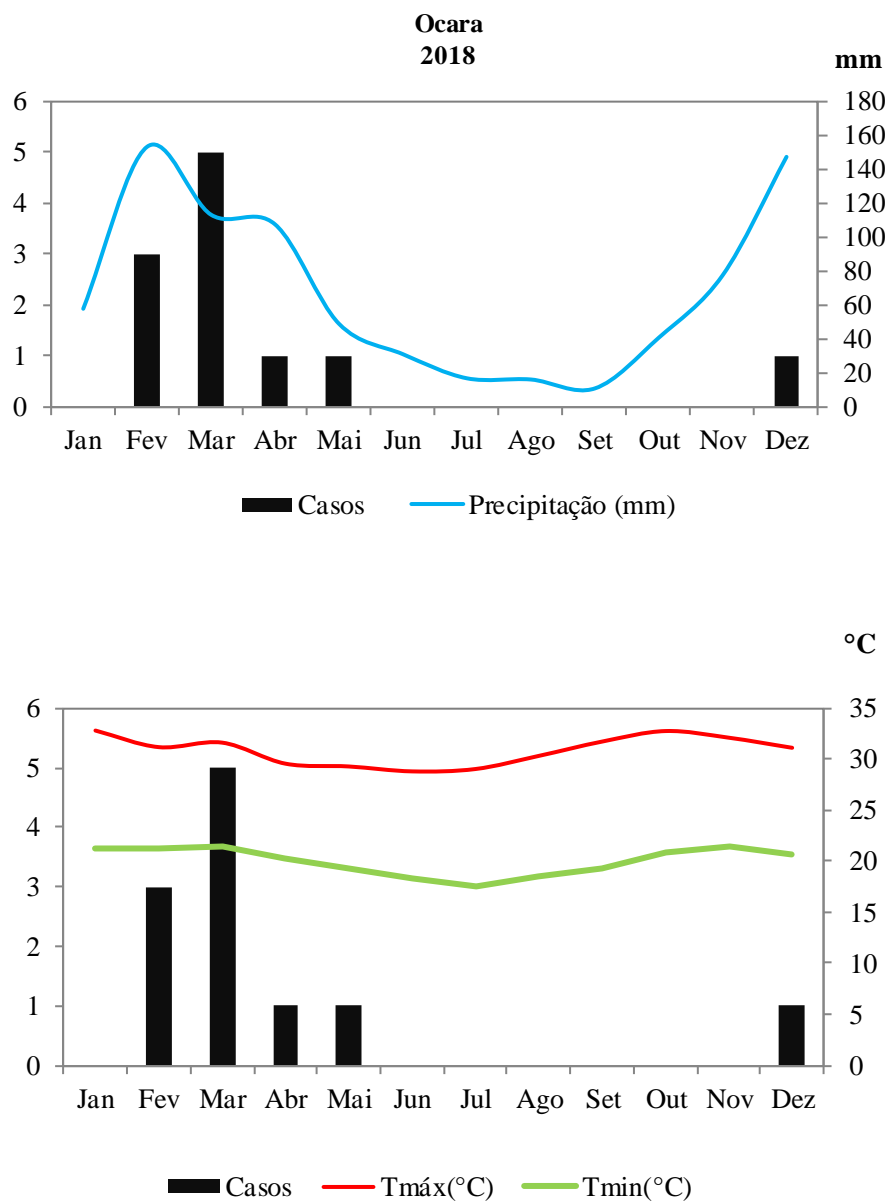 Ocara
2018
mm
6 180
5 160
140
4 120
3 100
80
2 60
1 40
20
0 0
Jan Fev Mar Abr Mai Jun Jul Ago Set Out Nov Dez
Casos Precipitação (mm)
°C
6 35
5 30
25
4 20
3 15
2 10
1 5
0 0
Jan Fev Mar Abr Mai Jun Jul Ago Set Out Nov Dez
Casos Tmáx(°C) Tmin(°C)